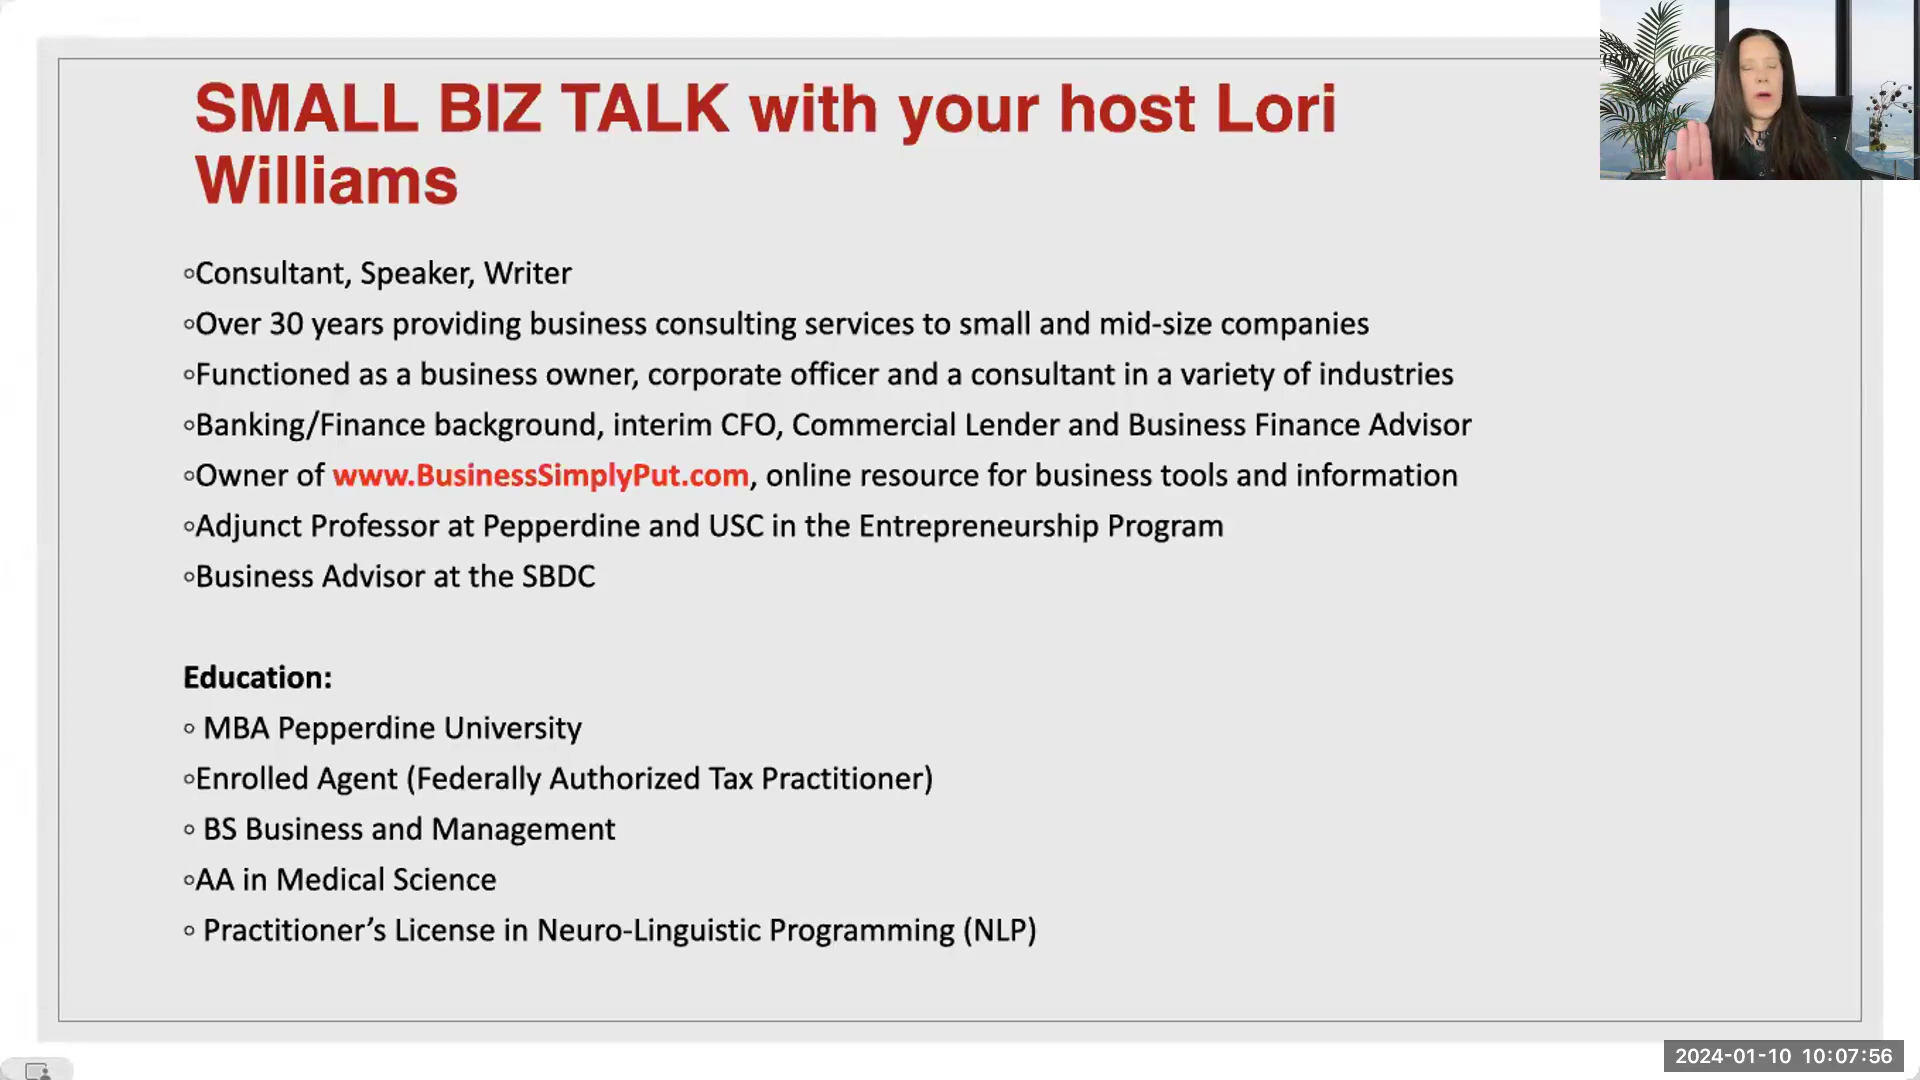 SMALL BIZ TALK with your host Lori
Williams
◦Consultant, Speaker, Writer
◦Over 30 years providing business consulting services to small and mid-size companies
◦Functioned as a business owner, corporate officer and a consultant in a variety of industries
◦Banking/Finance background, interim CFO, Commercial Lender and Business Finance Advisor
◦Owner of www.BusinessSimplyPut.com, online resource for business tools and information
◦Adjunct Professor at Pepperdine and USC in the Entrepreneurship Program
◦Business Advisor at the SBDC
Education:
◦ MBA Pepperdine University
◦Enrolled Agent (Federally Authorized Tax Practitioner)
◦ BS Business and Management
◦AA in Medical Science
◦ Practitioner’s License in Neuro-Linguistic Programming (NLP)
2024-01-10 10:07:56